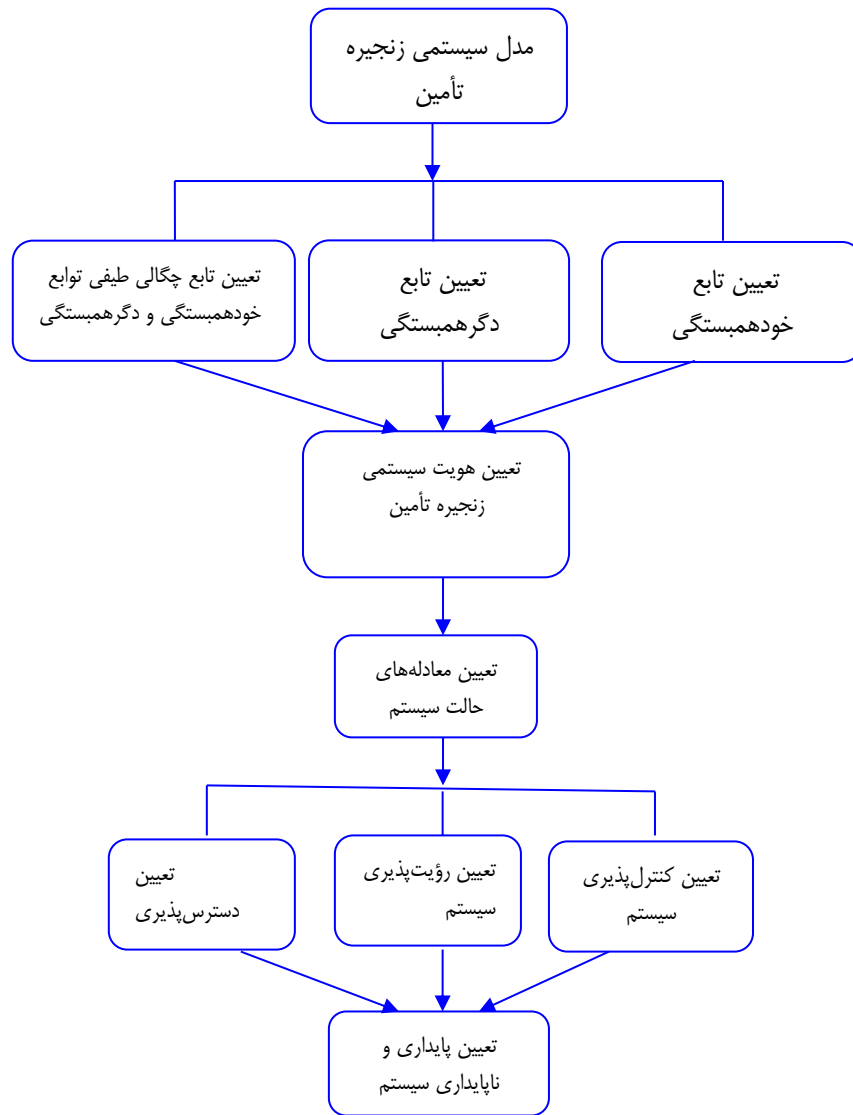 مدل سیستمی زنجیره
تأمین
تعیین تابع
خودهمبستگی
تعیین تابع
دگرهمبستگی
تعیین تابع چگالی طیفی توابع
خودهمبستگی و دگرهمبستگی
تعیین هویت سیستمی
زنجیره تأمین
تعیین معادله‌های
حالت سیستم
تعیین کنترل‌پذیری
سیستم
تعیین رؤیت‌پذیری
سیستم
تعیین
دسترس‌پذیری
تعیین پایداری و
ناپایداری سیستم